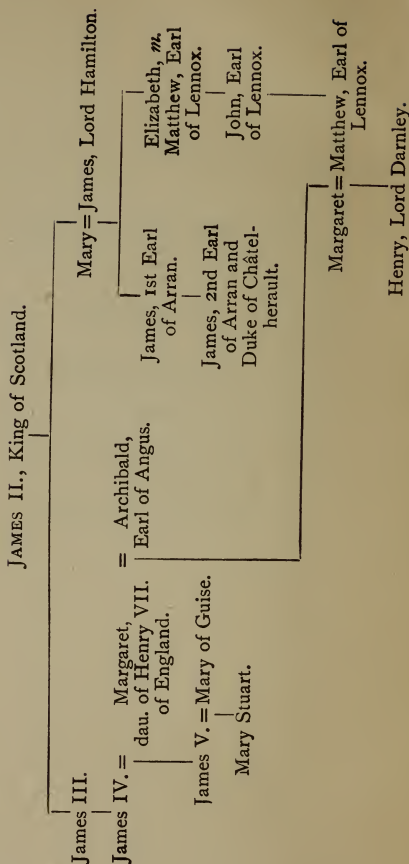 JAMES II., King of Scotland.
James III.
James IV. =
Margaret,
dau. of Henry VII.
of England.
= Archibald,
Earl of Angus.
James V. = Mary of Guise.
Mary Stuart.
Mary = James, Lord Hamilton.
James, 1st Earl
of Arran.
James, 2nd Earl
of Arran and
Duke of Châtel-
herault.
Elizabeth, m.
Matthew, Earl
of Lennox.
John, Earl
of Lennox.
Margaret = Matthew, Earl of
Lennox.
Henry, Lord Darnley.